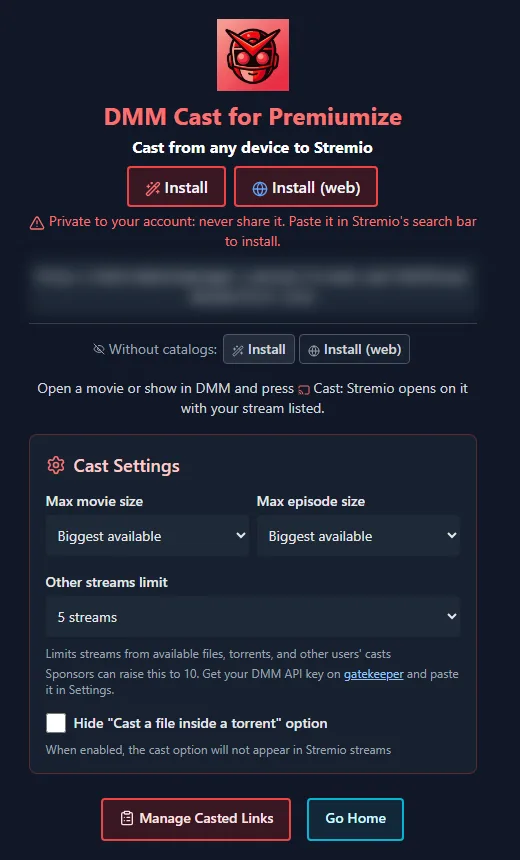 DMM Cast for Premiumize
Cast from any device to Stremio
Install
Install (web)
Private to your account: never share it. Paste it in Stremio's search bar
to install.
Without catalogs:
Install
Install (web)
Open a movie or show in DMM and press Cast: Stremio opens on it
with your stream listed.
Cast Settings
Max movie size
Max episode size
Biggest available
Biggest available
Other streams limit
5 streams
Limits streams from available files, torrents, and other users' casts
Sponsors can raise this to 10. Get your DMM API key on gatekeeper and paste
it in Settings.
Hide "Cast a file inside a torrent" option
When enabled, the cast option will not appear in Stremio streams
Manage Casted Links
Go Home